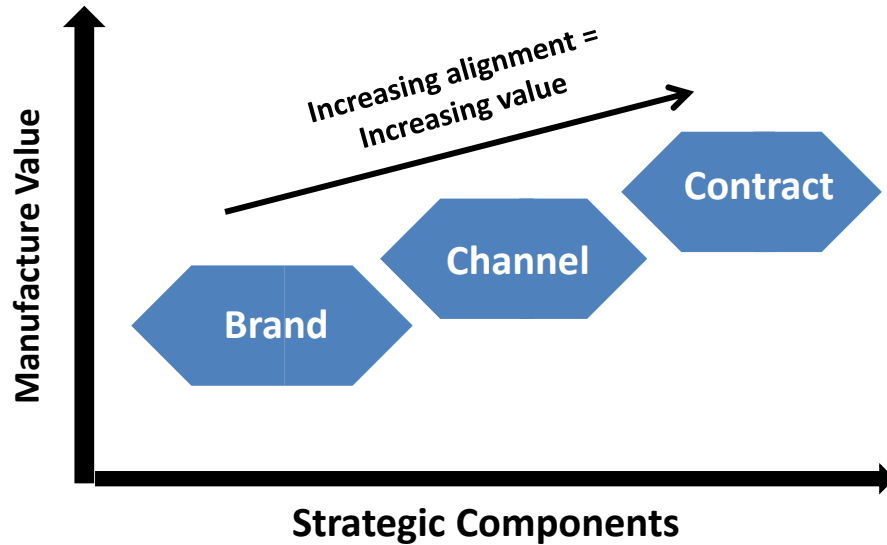 Increasing alignment =
Increasing value
Manufacture Value
Contract
Channel
Brand
Strategic Components